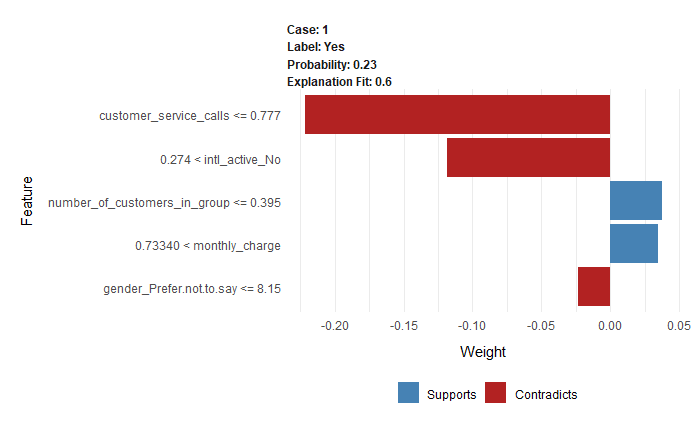 Case: 1
Label: Yes
Probability: 0.23
Explanation Fit: 0.6
customer_service_calls <= 0.777
0.274 < intl_active_No
number_of_customers_in_group <= 0.395
0.73340 < monthly_charge
gender_Prefer.not.to.say <= 8.15
Feature
-0.20 -0.15 -0.10 -0.05 0.00 0.05
Weight
Supports Contradicts